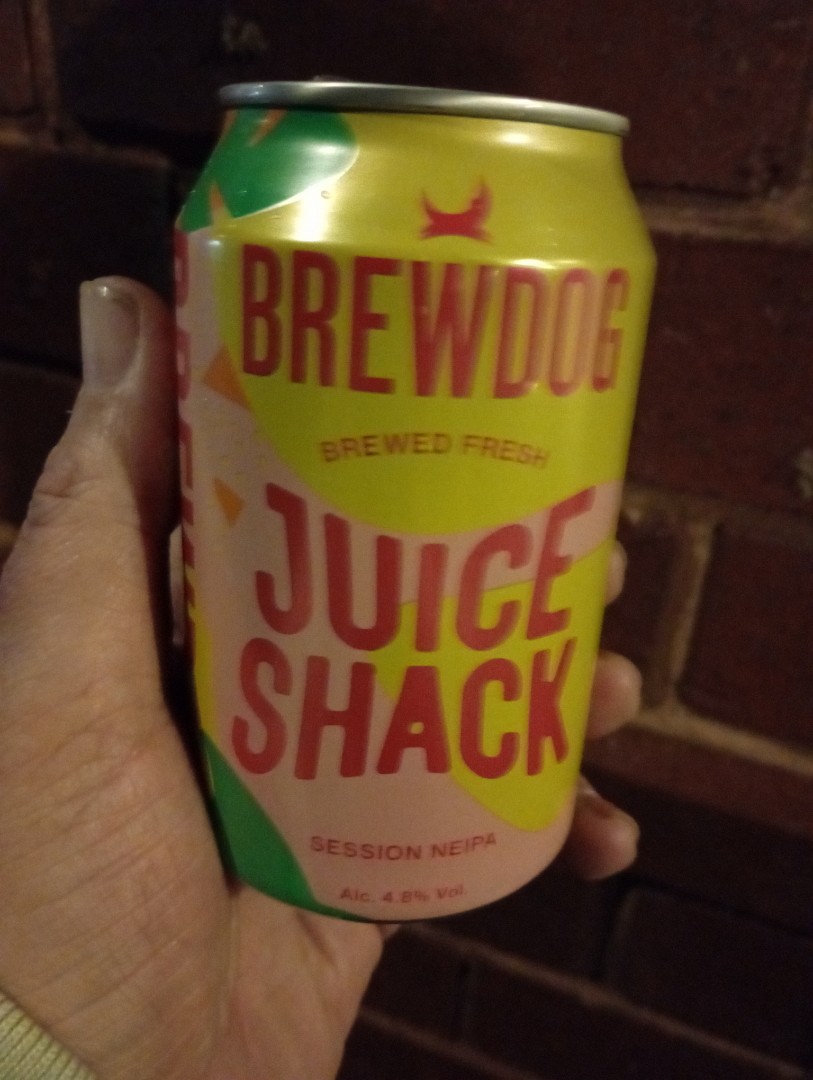 BREWDOG
BREWED FRESH
JUICE
SHACK
SESSION NEIPA
Alc. 4.8% Vol.